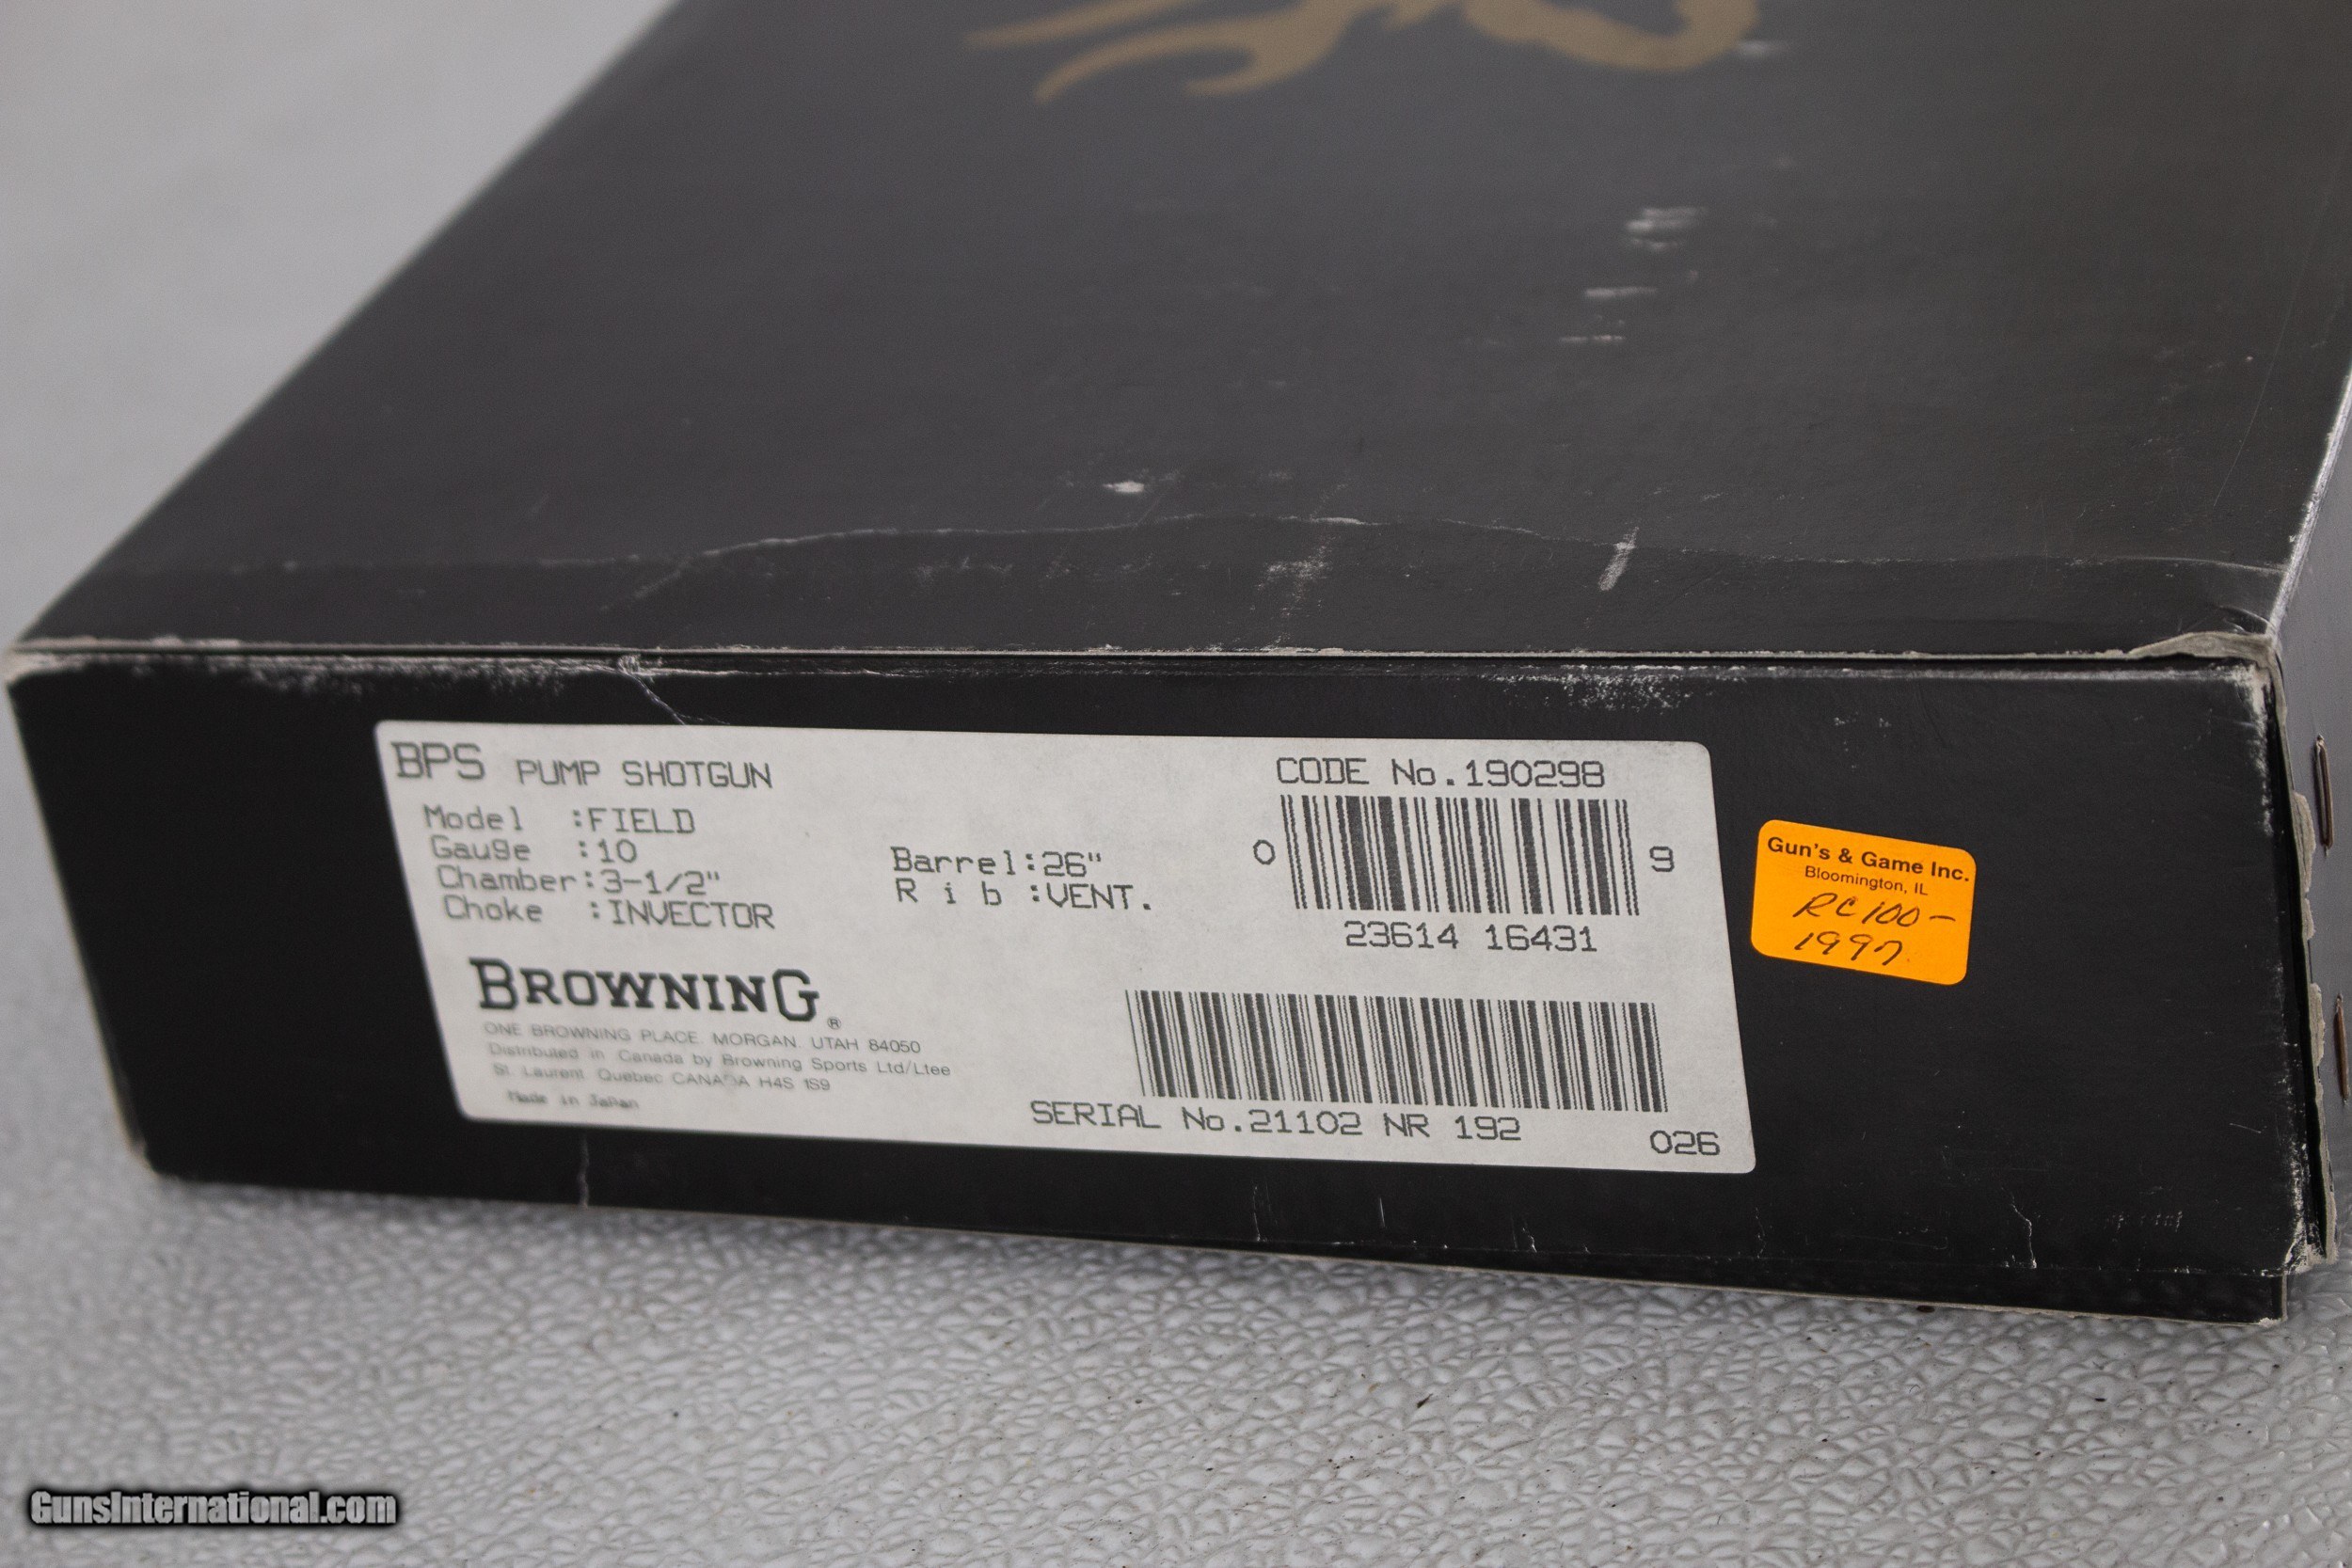 BPS PUMP SHOTGUN
Model :FIELD
Gauge :10
Chamber:3-1/2"
Choke :INVECTOR
Barrel:26"
Rib :VENT.
CODE No.190298
0 9
23614 16431
BROWNING®
ONE BROWNING PLACE, MORGAN, UTAH 84050
Distributed in Canada by Browning Sports Ltd/Ltee
St. Laurent, Quebec CANADA H4S 1S9
Made in Japan
SERIAL No.21102 NR 192
026
Gun's & Game Inc.
Bloomington, IL
RC100-
1997
GunsInternational.com